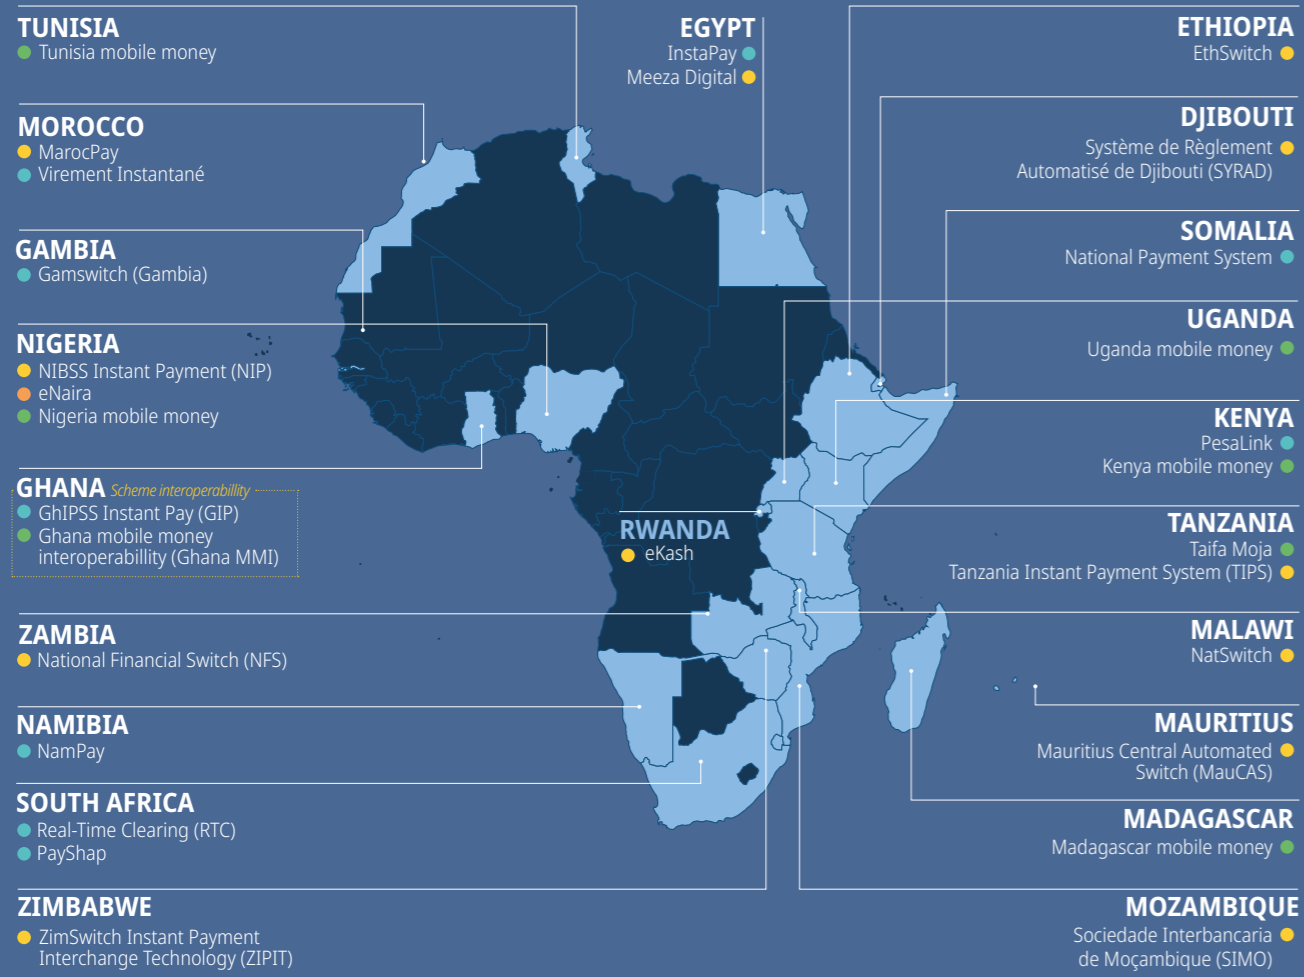 TUNISIA
Tunisia mobile money
MOROCCO
MarocPay
Virement Instantané
GAMBIA
Gamswitch (Gambia)
NIGERIA
NIBSS Instant Payment (NIP)
eNaira
Nigeria mobile money
GHANA Scheme interoperabillity
GhIPSS Instant Pay (GIP)
Ghana mobile money
interoperabillity (Ghana MMI)
ZAMBIA
National Financial Switch (NFS)
NAMIBIA
NamPay
SOUTH AFRICA
Real-Time Clearing (RTC)
PayShap
ZIMBABWE
ZimSwitch Instant Payment
Interchange Technology (ZIPIT)
EGYPT
InstaPay
Meeza Digital
RWANDA
eKash
ETHIOPIA
EthSwitch
DJIBOUTI
Système de Règlement
Automatisé de Djibouti (SYRAD)
SOMALIA
National Payment System
UGANDA
Uganda mobile money
KENYA
PesaLink
Kenya mobile money
TANZANIA
Taifa Moja
Tanzania Instant Payment System (TIPS)
MALAWI
NatSwitch
MAURITIUS
Mauritius Central Automated
Switch (MauCAS)
MADAGASCAR
Madagascar mobile money
MOZAMBIQUE
Sociedade Interbancaria
de Moçambique (SIMO)